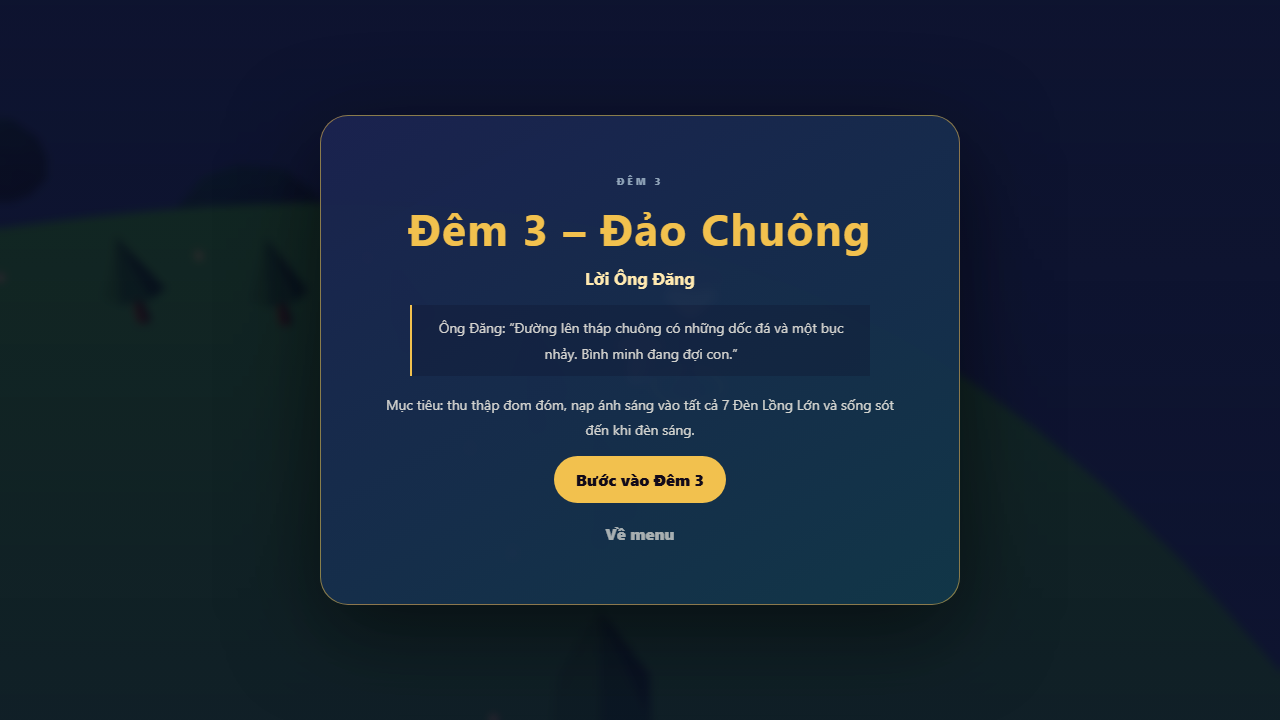 ĐÊM 3
Đêm 3 – Đảo Chuông
Lời Ông Đăng
Ông Đăng: “Đường lên tháp chuông có những dốc đá và một bục
nhảy. Bình minh đang đợi con.”
Mục tiêu: thu thập đom đóm, nạp ánh sáng vào tất cả 7 Đèn Lồng Lớn và sống sót
đến khi đèn sáng.
Bước vào Đêm 3
Về menu